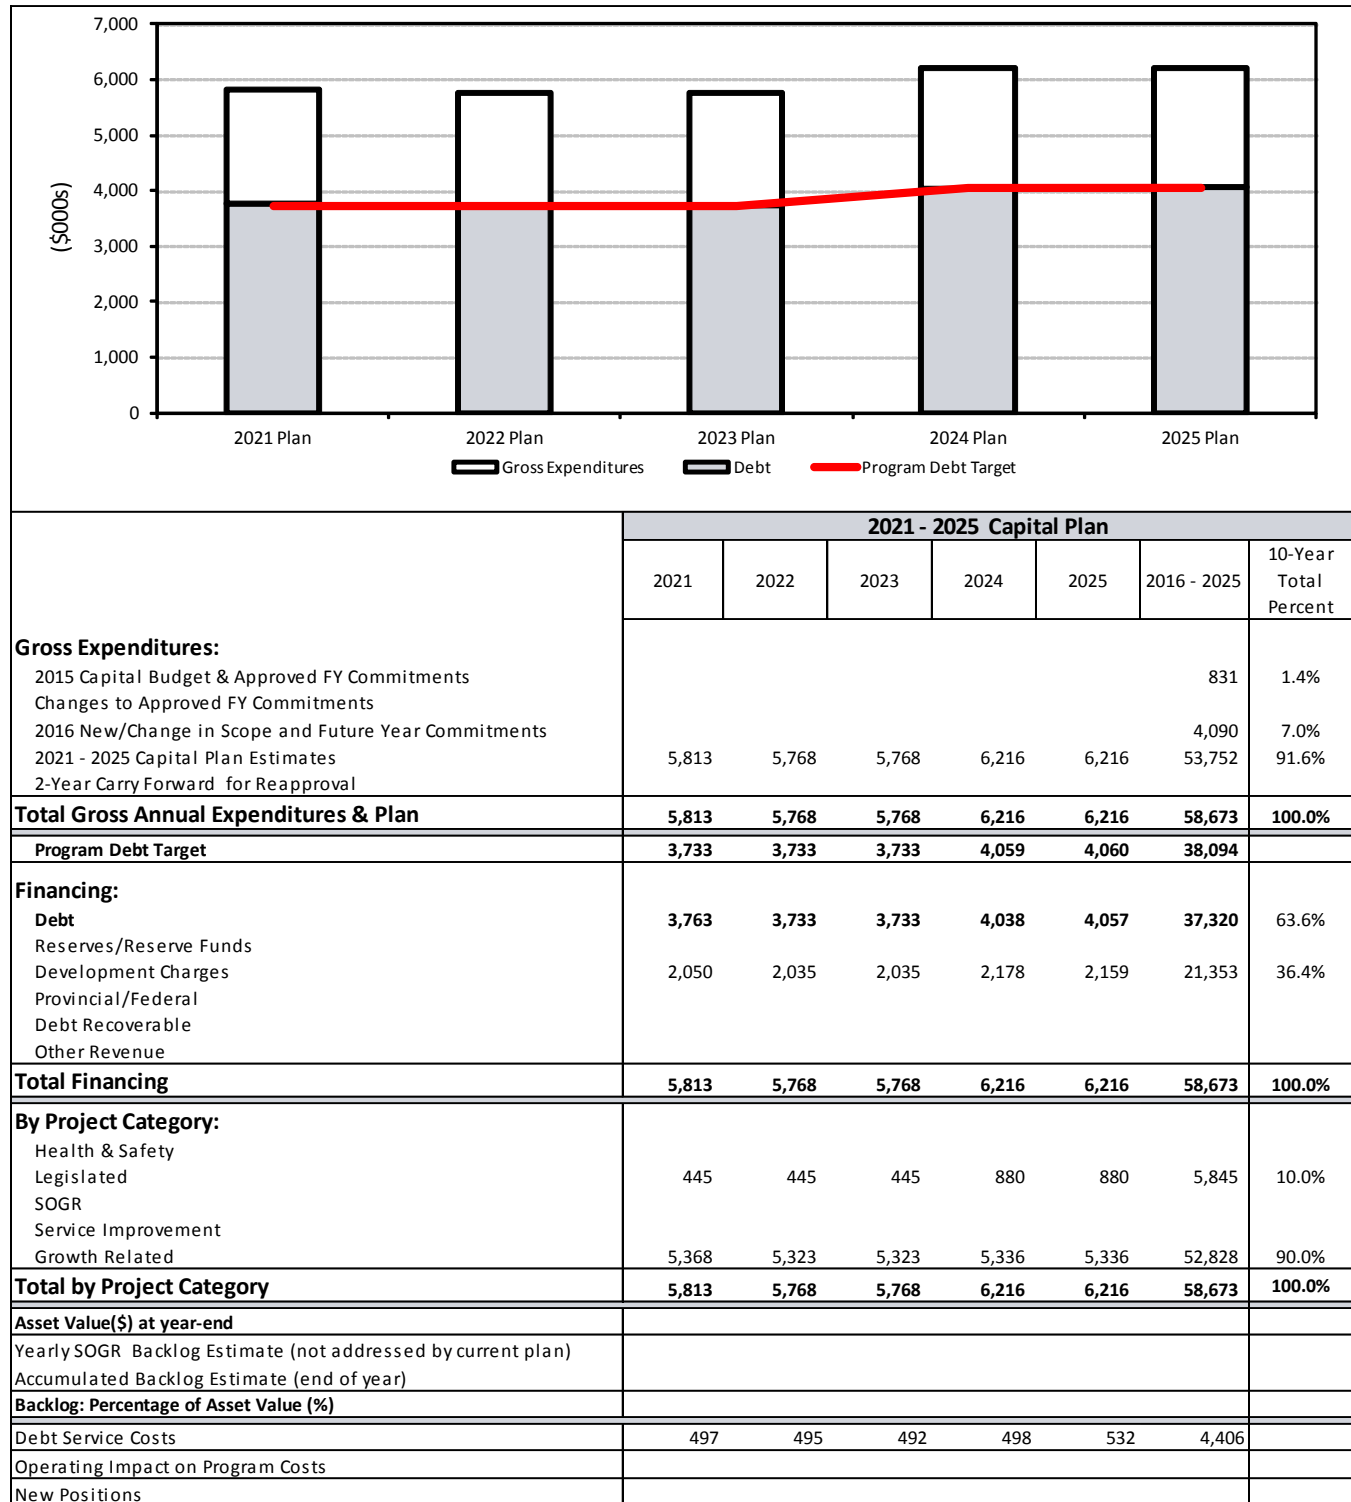 7,000
6,000
5,000
4,000
3,000
2,000
1,000
0
($000s)
2021 Plan 2022 Plan 2023 Plan 2024 Plan 2025 Plan
Gross Expenditures Debt Program Debt Target
2021 - 2025 Capital Plan
2021 2022 2023 2024 2025 2016 - 2025 10-Year Total Percent
Gross Expenditures:
2015 Capital Budget & Approved FY Commitments 831 1.4%
Changes to Approved FY Commitments
2016 New/Change in Scope and Future Year Commitments 4,090 7.0%
2021 - 2025 Capital Plan Estimates 5,813 5,768 5,768 6,216 6,216 53,752 91.6%
2-Year Carry Forward for Reapproval
Total Gross Annual Expenditures & Plan 5,813 5,768 5,768 6,216 6,216 58,673 100.0%
Program Debt Target 3,733 3,733 3,733 4,059 4,060 38,094
Financing:
Debt 3,763 3,733 3,733 4,038 4,057 37,320 63.6%
Reserves/Reserve Funds
Development Charges 2,050 2,035 2,035 2,178 2,159 21,353 36.4%
Provincial/Federal
Debt Recoverable
Other Revenue
Total Financing 5,813 5,768 5,768 6,216 6,216 58,673 100.0%
By Project Category:
Health & Safety
Legislated 445 445 445 880 880 5,845 10.0%
SOGR
Service Improvement
Growth Related 5,368 5,323 5,323 5,336 5,336 52,828 90.0%
Total by Project Category 5,813 5,768 5,768 6,216 6,216 58,673 100.0%
Asset Value($) at year-end
Yearly SOGR Backlog Estimate (not addressed by current plan)
Accumulated Backlog Estimate (end of year)
Backlog: Percentage of Asset Value (%)
Debt Service Costs 497 495 492 498 532 4,406
Operating Impact on Program Costs
New Positions